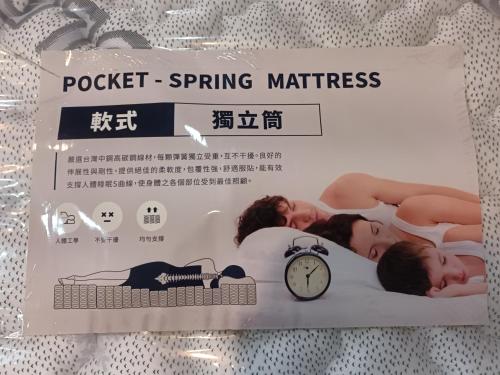 POCKET - SPRING MATTRESS
軟式 獨立筒
嚴選台灣中鋼高碳鋼線材，每顆彈簧獨立受重，互不干擾。良好的
伸展性與剛性，提供絕佳的柔軟度，包覆性強，舒適服貼，能有效
支撐人體睡眠S曲線，使身體之各個部位受到最佳照顧。
人體工學 不受干擾 均勻支撐